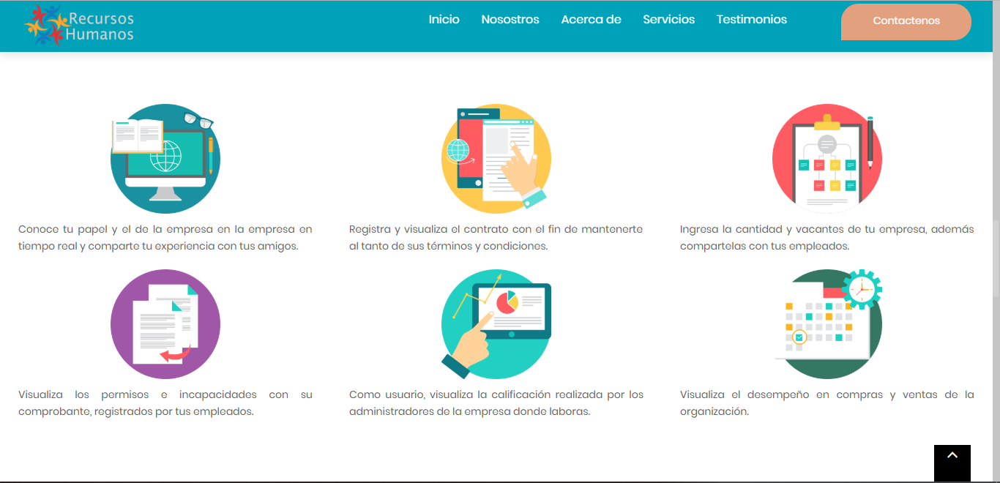 Recursos
Humanos
Inicio Nosostros Acerca de Servicios Testimonios Contactenos
Conoce tu papel y el de la empresa en la empresa en
tiempo real y comparte tu experiencia con tus amigos.
Registra y visualiza el contrato con el fin de mantenerte
al tanto de sus términos y condiciones.
Ingresa la cantidad y vacantes de tu empresa, además
compartelas con tus empleados.
Visualiza los permisos e incapacidades con su
comprobante, registrados por tus empleados.
Como usuario, visualiza la calificación realizada por los
administradores de la empresa donde laboras.
Visualiza el desempeño en compras y ventas de la
organización.